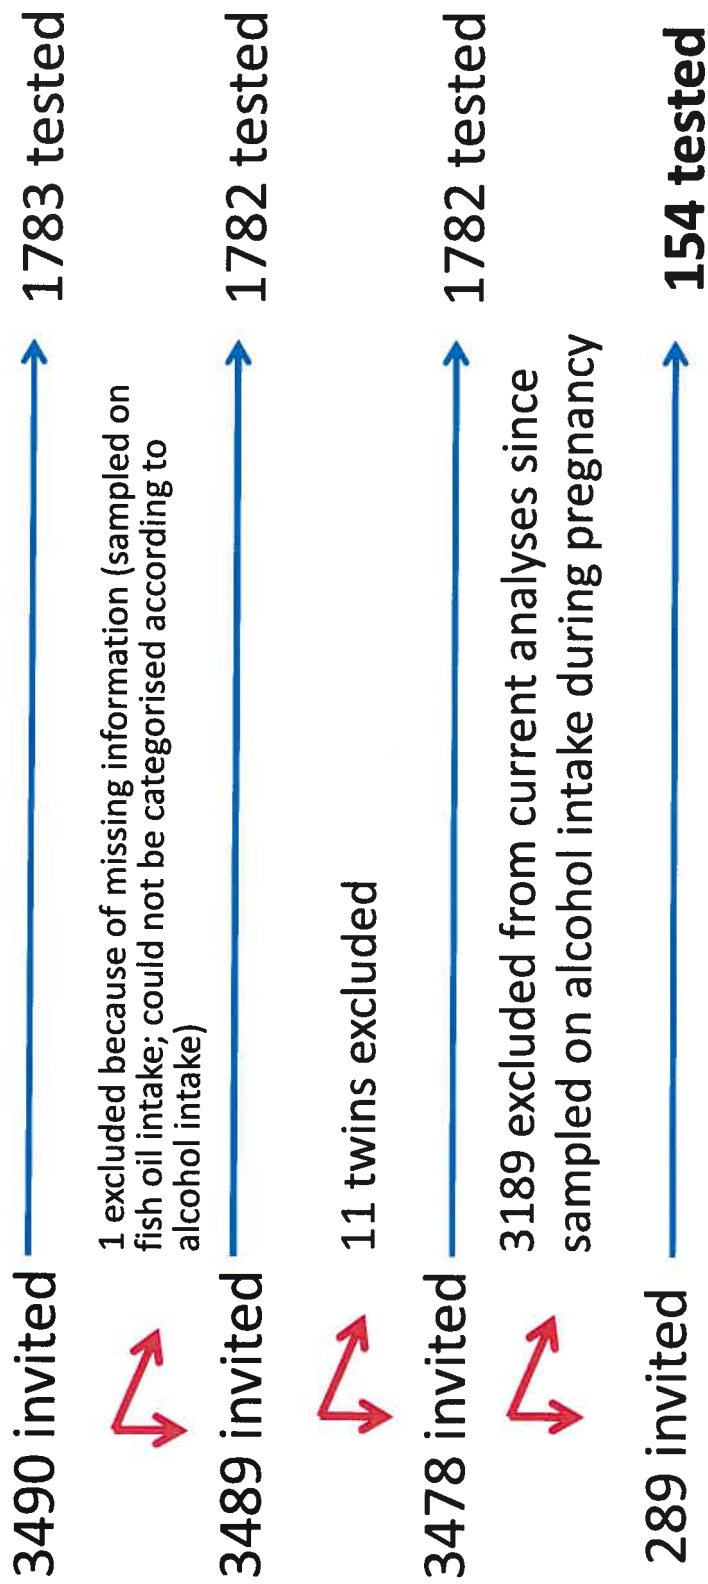 3490 invited
1783 tested
1 excluded because of missing information (sampled on
fish oil intake; could not be categorised according to
alcohol intake)
3489 invited
1782 tested
11 twins excluded
3478 invited
1782 tested
3189 excluded from current analyses since
sampled on alcohol intake during pregnancy
289 invited
154 tested